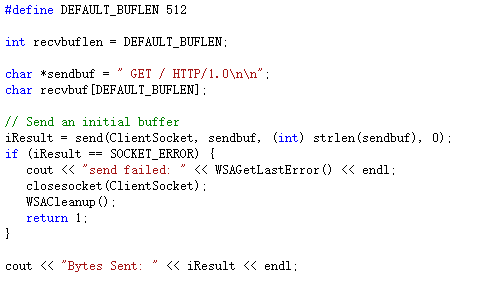 #define DEFAULT_BUFLEN 512
int recvbuflen = DEFAULT_BUFLEN;
char *sendbuf = " GET / HTTP/1.0\n\n";
char recvbuf[DEFAULT_BUFLEN];
// Send an initial buffer
iResult = send(ClientSocket, sendbuf, (int) strlen(sendbuf), 0);
if (iResult == SOCKET_ERROR) {
cout << "send failed: " << WSAGetLastError() << endl;
closesocket(ClientSocket);
WSACleanup();
return 1;
}
cout << "Bytes Sent: " << iResult << endl;